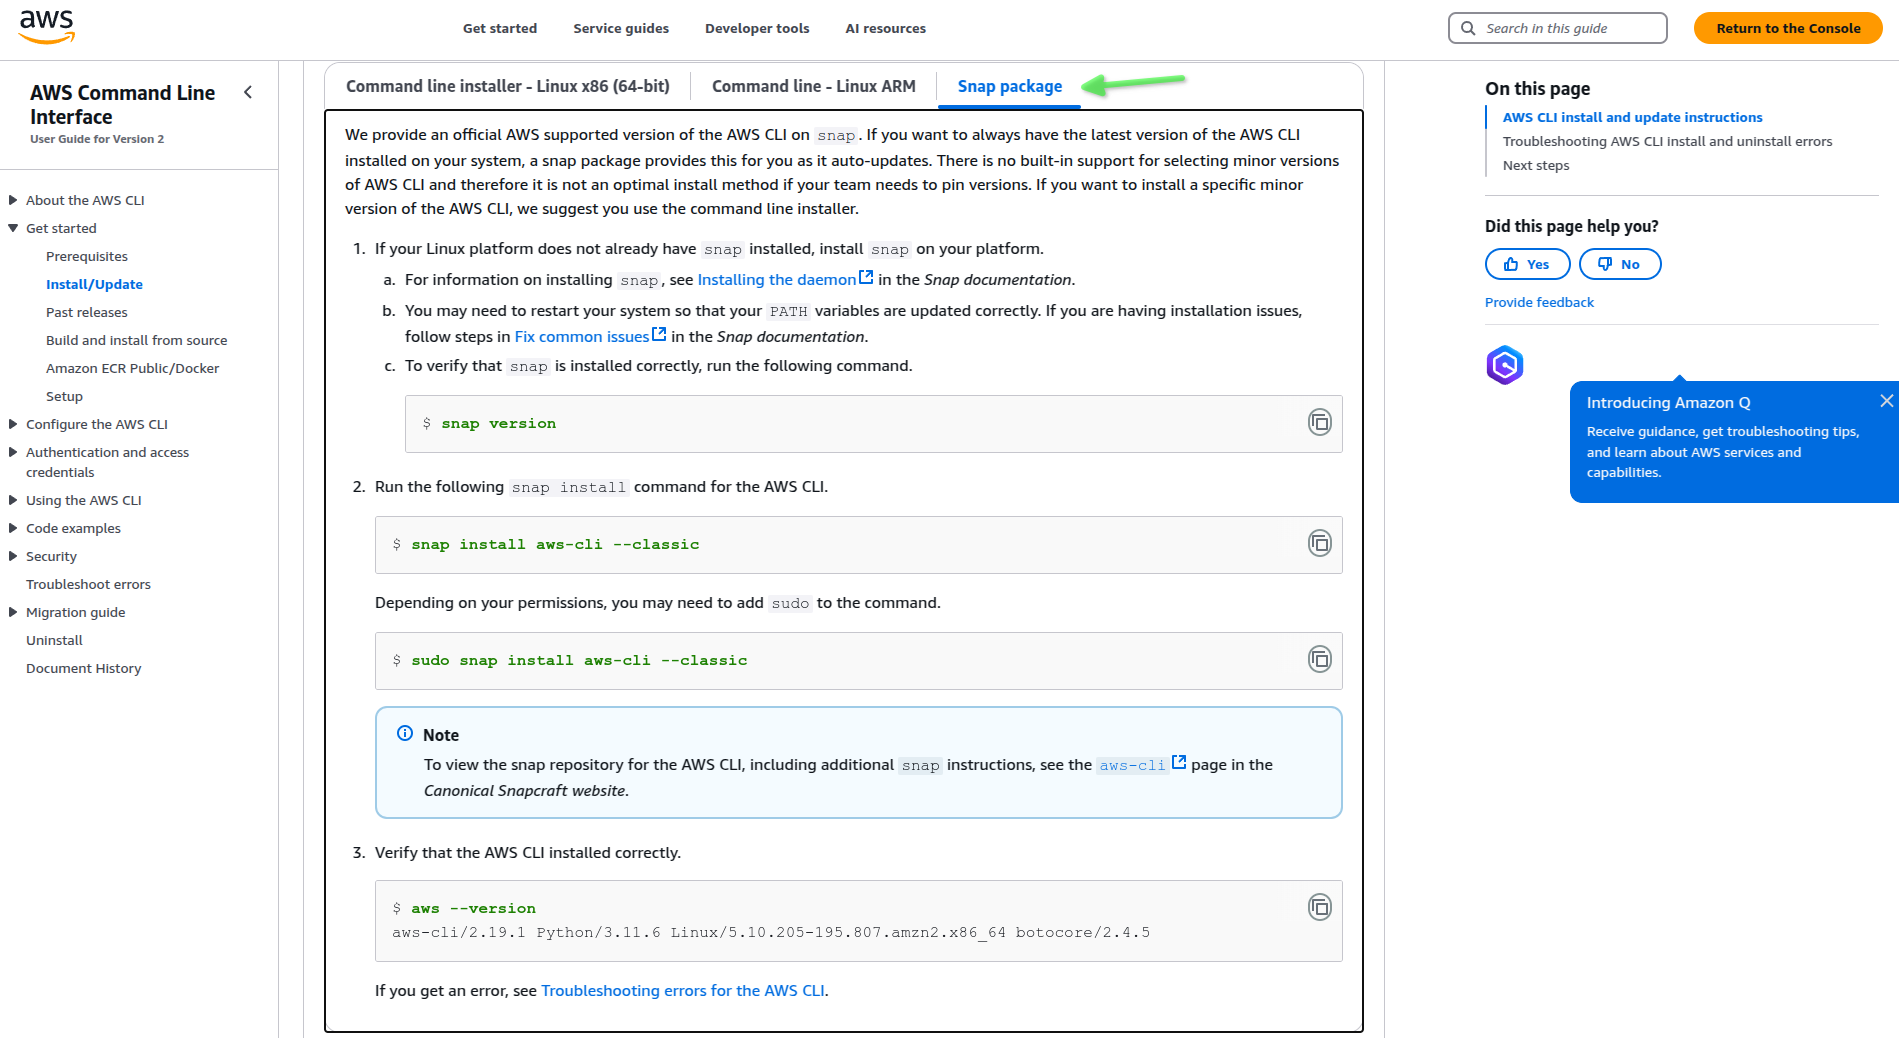 aws
Get started
Service guides
Developer tools
AI resources
Search in this guide
Return to the Console
AWS Command Line
Interface
User Guide for Version 2
About the AWS CLI
Get started
Prerequisites
Install/Update
Past releases
Build and install from source
Amazon ECR Public/Docker
Setup
Configure the AWS CLI
Authentication and access
credentials
Using the AWS CLI
Code examples
Security
Troubleshoot errors
Migration guide
Uninstall
Document History
Command line installer - Linux x86 (64-bit)
Command line - Linux ARM
Snap package
We provide an official AWS supported version of the AWS CLI on snap. If you want to always have the latest version of the AWS CLI
installed on your system, a snap package provides this for you as it auto-updates. There is no built-in support for selecting minor versions
of AWS CLI and therefore it is not an optimal install method if your team needs to pin versions. If you want to install a specific minor
version of the AWS CLI, we suggest you use the command line installer.
1. If your Linux platform does not already have snap installed, install snap on your platform.
a. For information on installing snap, see Installing the daemon in the Snap documentation.
b. You may need to restart your system so that your PATH variables are updated correctly. If you are having installation issues,
follow steps in Fix common issues in the Snap documentation.
c. To verify that snap is installed correctly, run the following command.
$ snap version
2. Run the following snap install command for the AWS CLI.
$ snap install aws-cli --classic
Depending on your permissions, you may need to add sudo to the command.
$ sudo snap install aws-cli --classic
Note
To view the snap repository for the AWS CLI, including additional snap instructions, see the aws-cli page in the
Canonical Snapcraft website.
3. Verify that the AWS CLI installed correctly.
$ aws --version
aws-cli/2.19.1 Python/3.11.6 Linux/5.10.205-195.807.amzn2.x86_64 botocore/2.4.5
If you get an error, see Troubleshooting errors for the AWS CLI.
On this page
AWS CLI install and update instructions
Troubleshooting AWS CLI install and uninstall errors
Next steps
Did this page help you?
Yes
No
Provide feedback
Introducing Amazon Q
Receive guidance, get troubleshooting tips,
and learn about AWS services and
capabilities.